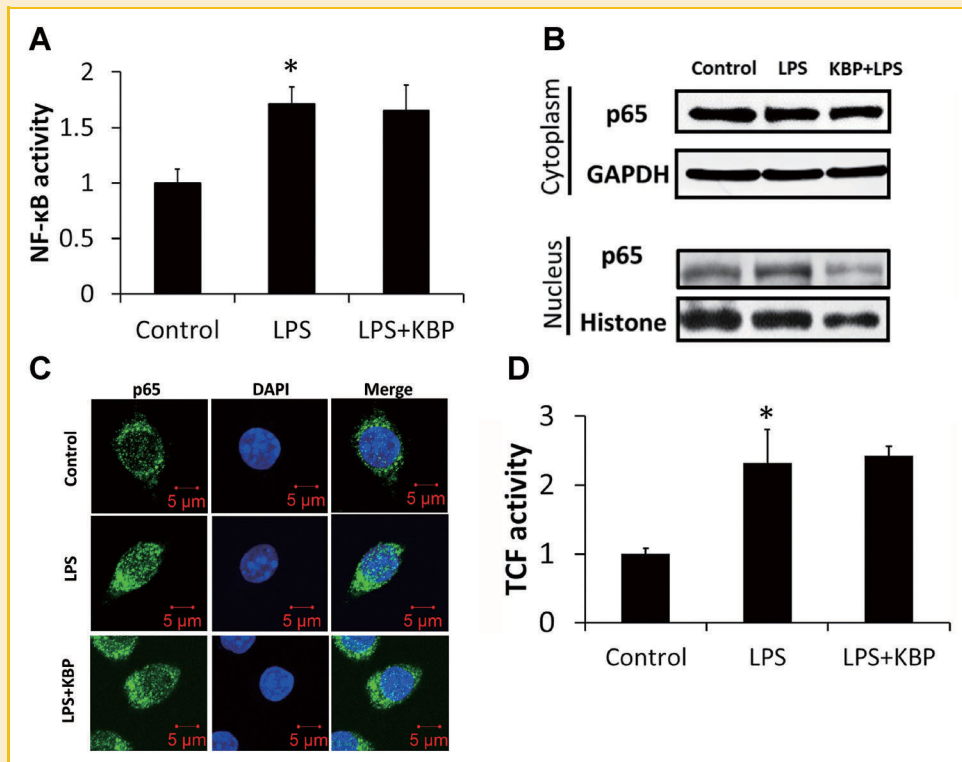 A
NF-κB activity
2
1.5
1
0.5
0
*
Control LPS LPS+KBP
B
Control LPS KBP+LPS
Cytoplasm
p65
GAPDH
Nucleus
p65
Histone
C
p65 DAPI Merge
Control
5 μm 5 μm 5 μm
LPS
5 μm 5 μm 5 μm
LPS+KBP
5 μm 5 μm 5 μm
D
TCF activity
3
2
1
0
*
Control LPS LPS+KBP